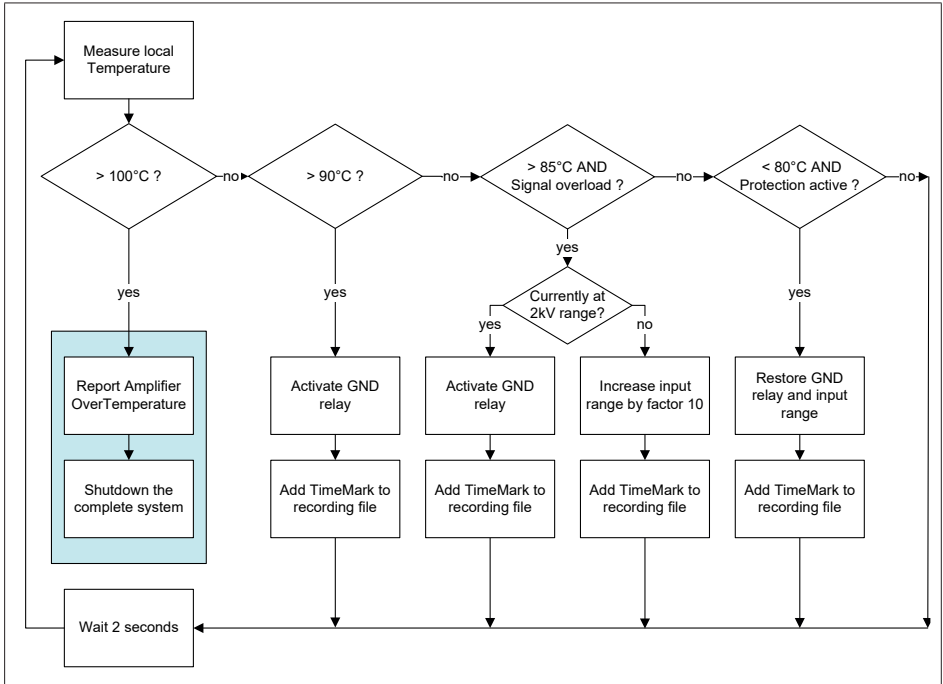 Measure local
Temperature
> 100°C ?
no
> 90°C ?
no
> 85°C AND
Signal overload ?
no
< 80°C AND
Protection active ?
no
yes
yes
yes
Currently at
2kV range?
yes
no
yes
Report Amplifier
OverTemperature
Activate GND
relay
Activate GND
relay
Increase input
range by factor 10
Restore GND
relay and input
range
Shutdown the
complete system
Add TimeMark to
recording file
Add TimeMark to
recording file
Add TimeMark to
recording file
Add TimeMark to
recording file
Wait 2 seconds